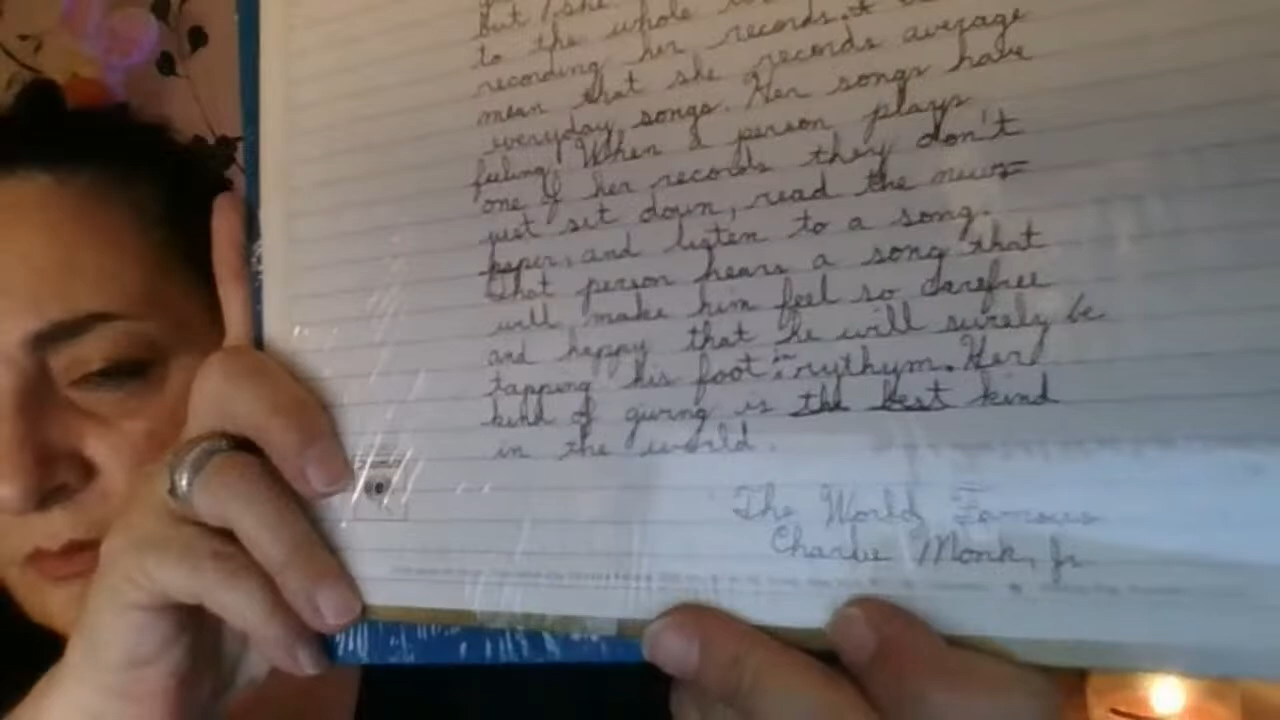 but / she
to the whole
recording her records. it
mean that she records average
everyday songs. Her songs have
feeling! When a person plays
one of her records they don't
just sit down, read the news-
paper, and listen to a song.
that person hears a song that
will make him feel so carefree
and happy that he will surely be
tapping his foot in rythym. Her
kind of giving is the best kind
in the world.
The World Famous
Charlie Monk, Jr